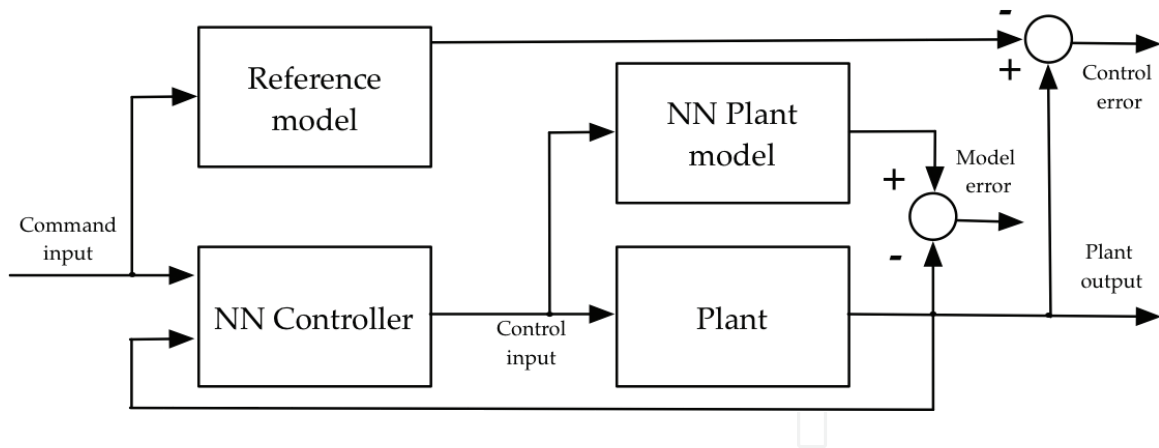 -
Reference
model
+
Control
error
NN Plant
model
+
Model
error
Command
input
-
Plant
output
NN Controller
Control
input
Plant